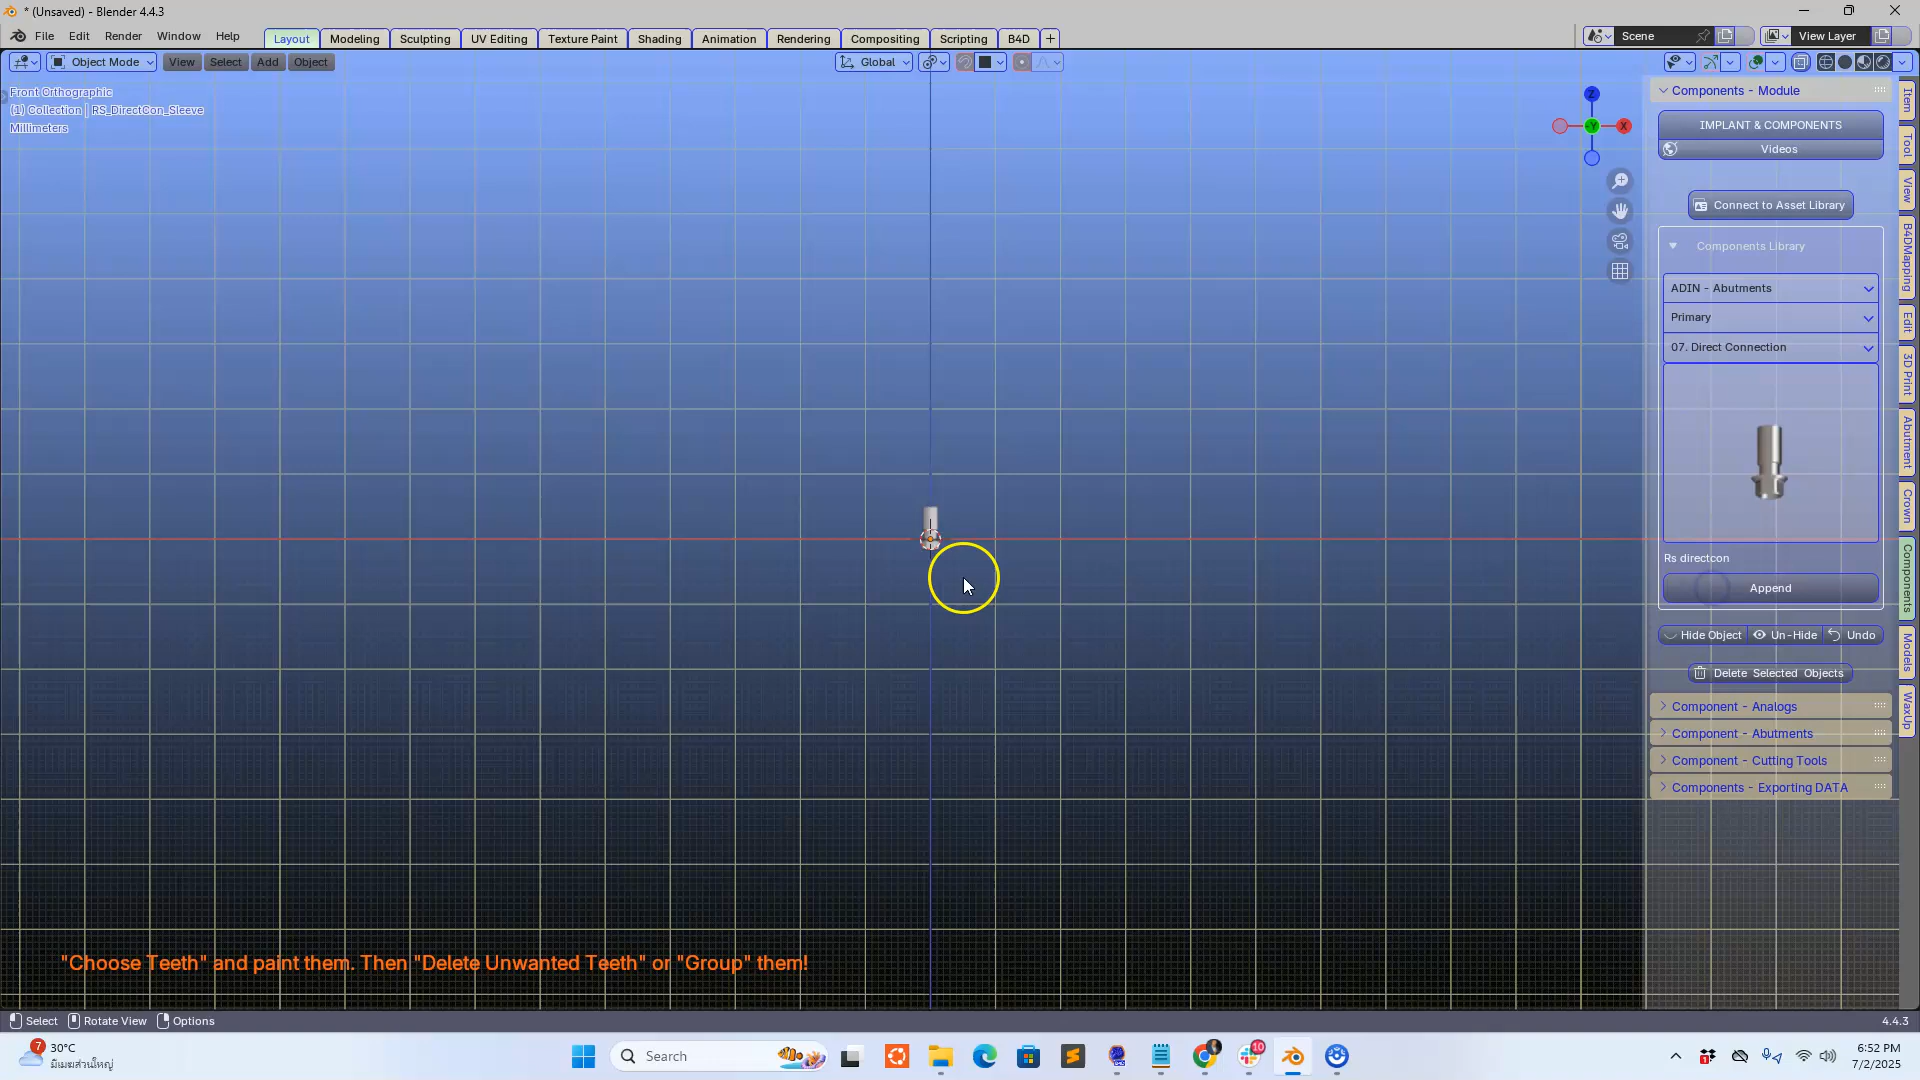 * (Unsaved) - Blender 4.4.3
File Edit Render Window Help
Layout Modeling Sculpting UV Editing Texture Paint Shading Animation Rendering Compositing Scripting B4D +
Scene
View Layer
Object Mode View Select Add Object
Global
Front Orthographic
(1) Collection | RS_DirectCon_Sleeve
Millimeters
Z
Y
X
Components - Module
IMPLANT & COMPONENTS
Videos
Connect to Asset Library
Components Library
ADIN - Abutments
Primary
07. Direct Connection
Rs directcon
Append
Hide Object Un-Hide Undo
Delete Selected Objects
Component - Analogs
Component - Abutments
Component - Cutting Tools
Components - Exporting DATA
Item
Tool
View
B4DMapping
Edit
3D Print
Abutment
Crown
Components
Models
WaxUp
"Choose Teeth" and paint them. Then "Delete Unwanted Teeth" or "Group" them!
Select Rotate View Options
4.4.3
7
30°C
มีเมฆส่วนใหญ่
Search
10
1
6:52 PM
7/2/2025